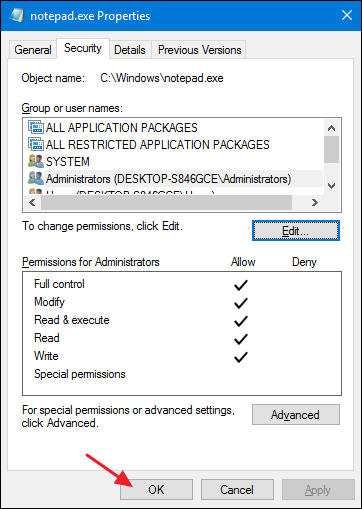 notepad.exe Properties
General Security Details Previous Versions
Object name: C:\Windows\notepad.exe
Group or user names:
ALL APPLICATION PACKAGES
ALL RESTRICTED APPLICATION PACKAGES
SYSTEM
Administrators (DESKTOP-S846GCE\Administrators)
To change permissions, click Edit.
Edit...
Permissions for Administrators Allow Deny
Full control
Modify
Read & execute
Read
Write
Special permissions
For special permissions or advanced settings,
click Advanced.
Advanced
OK Cancel Apply